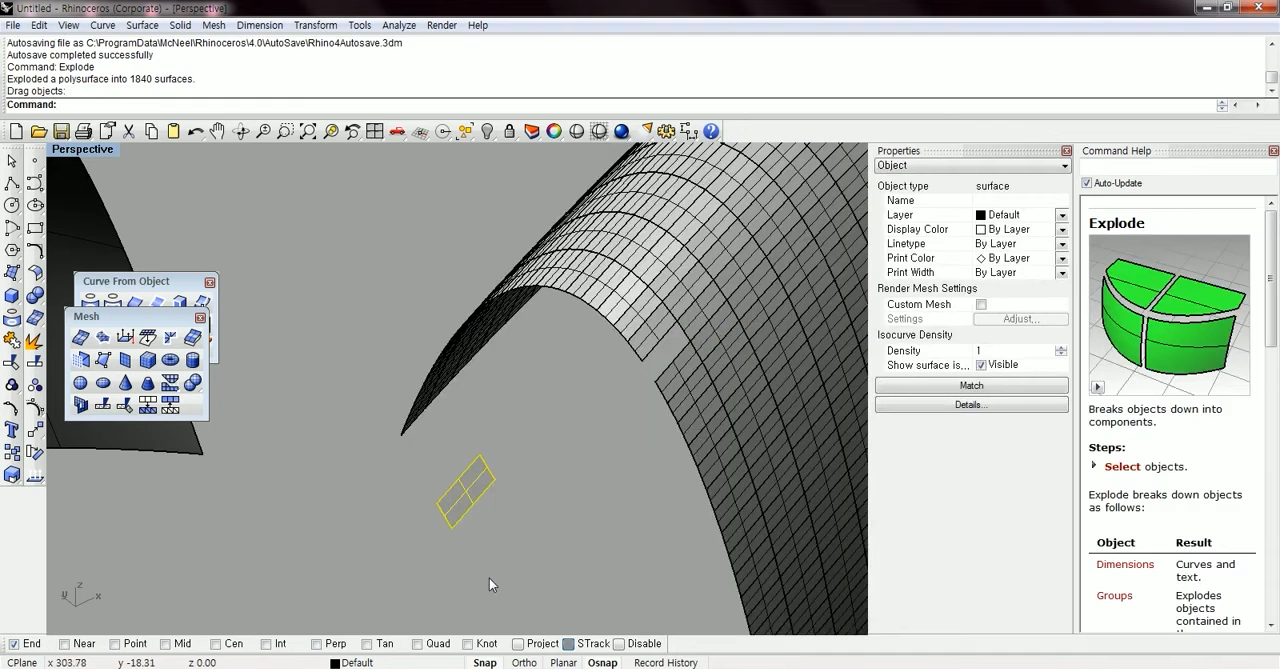 Untitled - Rhinoceros (Corporate) - [Perspective]
File Edit View Curve Surface Solid Mesh Dimension Transform Tools Analyze Render Help
Autosaving file as C:\ProgramData\McNeel\Rhinoceros\4.0\AutoSave\Rhino4Autosave.3dm
Autosave completed successfully
Command: Explode
Exploded a polysurface into 1840 surfaces.
Drag objects:
Command:
Perspective
Curve From Object
Mesh
z
y x
Properties
Object
Object type surface
Name
Layer Default
Display Color By Layer
Linetype By Layer
Print Color By Layer
Print Width By Layer
Render Mesh Settings
Custom Mesh
Settings Adjust...
Isocurve Density
Density 1
Show surface is... Visible
Match
Details...
Command Help
Auto-Update
Explode
Breaks objects down into
components.
Steps:
Select objects.
Explode breaks down objects
as follows:
Object Result
Dimensions Curves and
text.
Groups Explodes
objects
contained in
End Near Point Mid Cen Int Perp Tan Quad Knot Project STrack Disable
CPlane x 303.78 y -18.31 z 0.00 Default Snap Ortho Planar Osnap Record History